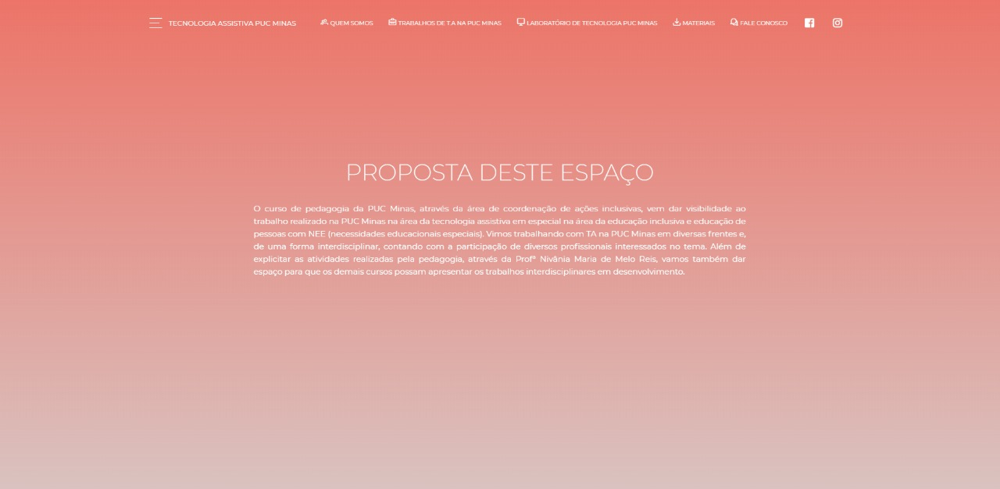 TECNOLOGIA ASSISTIVA PUC MINAS QUEM SOMOS TRABALHOS DE T.A NA PUC MINAS LABORATÓRIO DE TECNOLOGIA PUC MINAS MATERIAIS FALE CONOSCO
PROPOSTA DESTE ESPAÇO
O curso de pedagogia da PUC Minas, através da área de coordenação de ações inclusivas, vem dar visibilidade ao
trabalho realizado na PUC Minas na área da tecnologia assistiva em especial na área da educação inclusiva e educação de
pessoas com NEE (necessidades educacionais especiais). Vimos trabalhando com TA na PUC Minas em diversas frentes e,
de uma forma interdisciplinar, contando com a participação de diversos profissionais interessados no tema. Além de
explicitar as atividades realizadas pela pedagogia, através da Profª Nivânia Maria de Melo Reis, vamos também dar
espaço para que os demais cursos possam apresentar os trabalhos interdisciplinares em desenvolvimento.